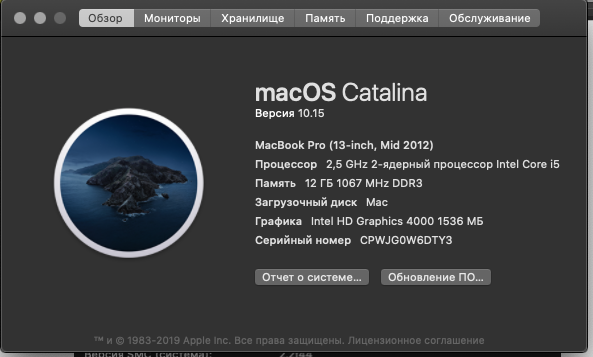 Обзор Мониторы Хранилище Память Поддержка Обслуживание
macOS Catalina
Версия 10.15
MacBook Pro (13-inch, Mid 2012)
Процессор 2,5 GHz 2-ядерный процессор Intel Core i5
Память 12 ГБ 1067 MHz DDR3
Загрузочный диск Mac
Графика Intel HD Graphics 4000 1536 МБ
Серийный номер CPWJG0W6DTY3
Отчет о системе... Обновление ПО...
™ и © 1983-2019 Apple Inc. Все права защищены. Лицензионное соглашение
Версия SMC (система):